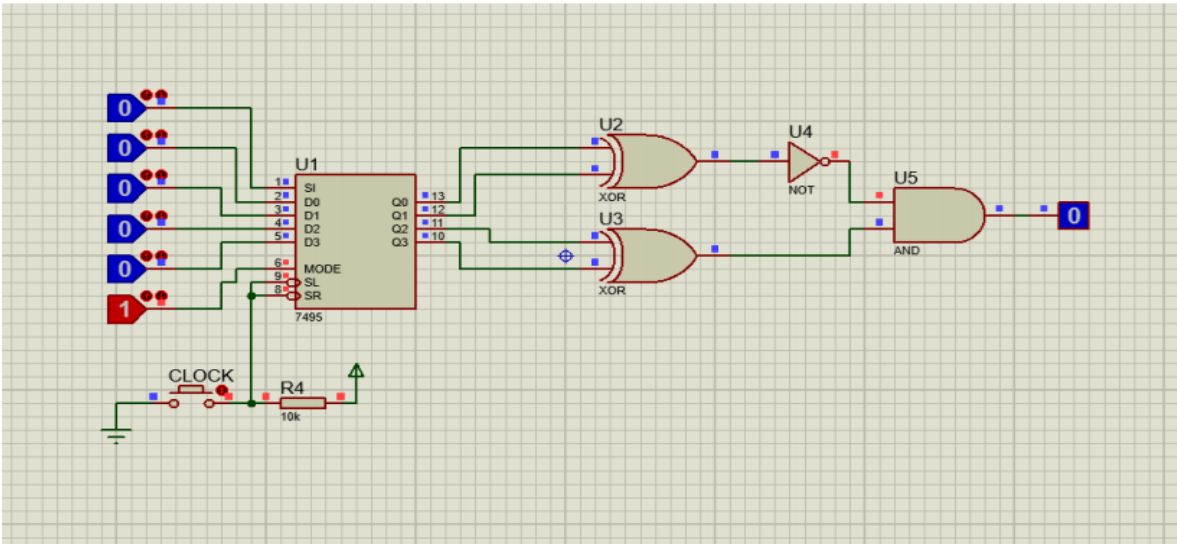 0
0
0
0
0
1
U1
1 SI
2 D0
3 D1
4 D2
5 D3
6 MODE
9 SL
8 SR
Q0 13
Q1 12
Q2 11
Q3 10
7495
CLOCK
R4
10k
U2
XOR
U3
XOR
U4
NOT
U5
AND
0